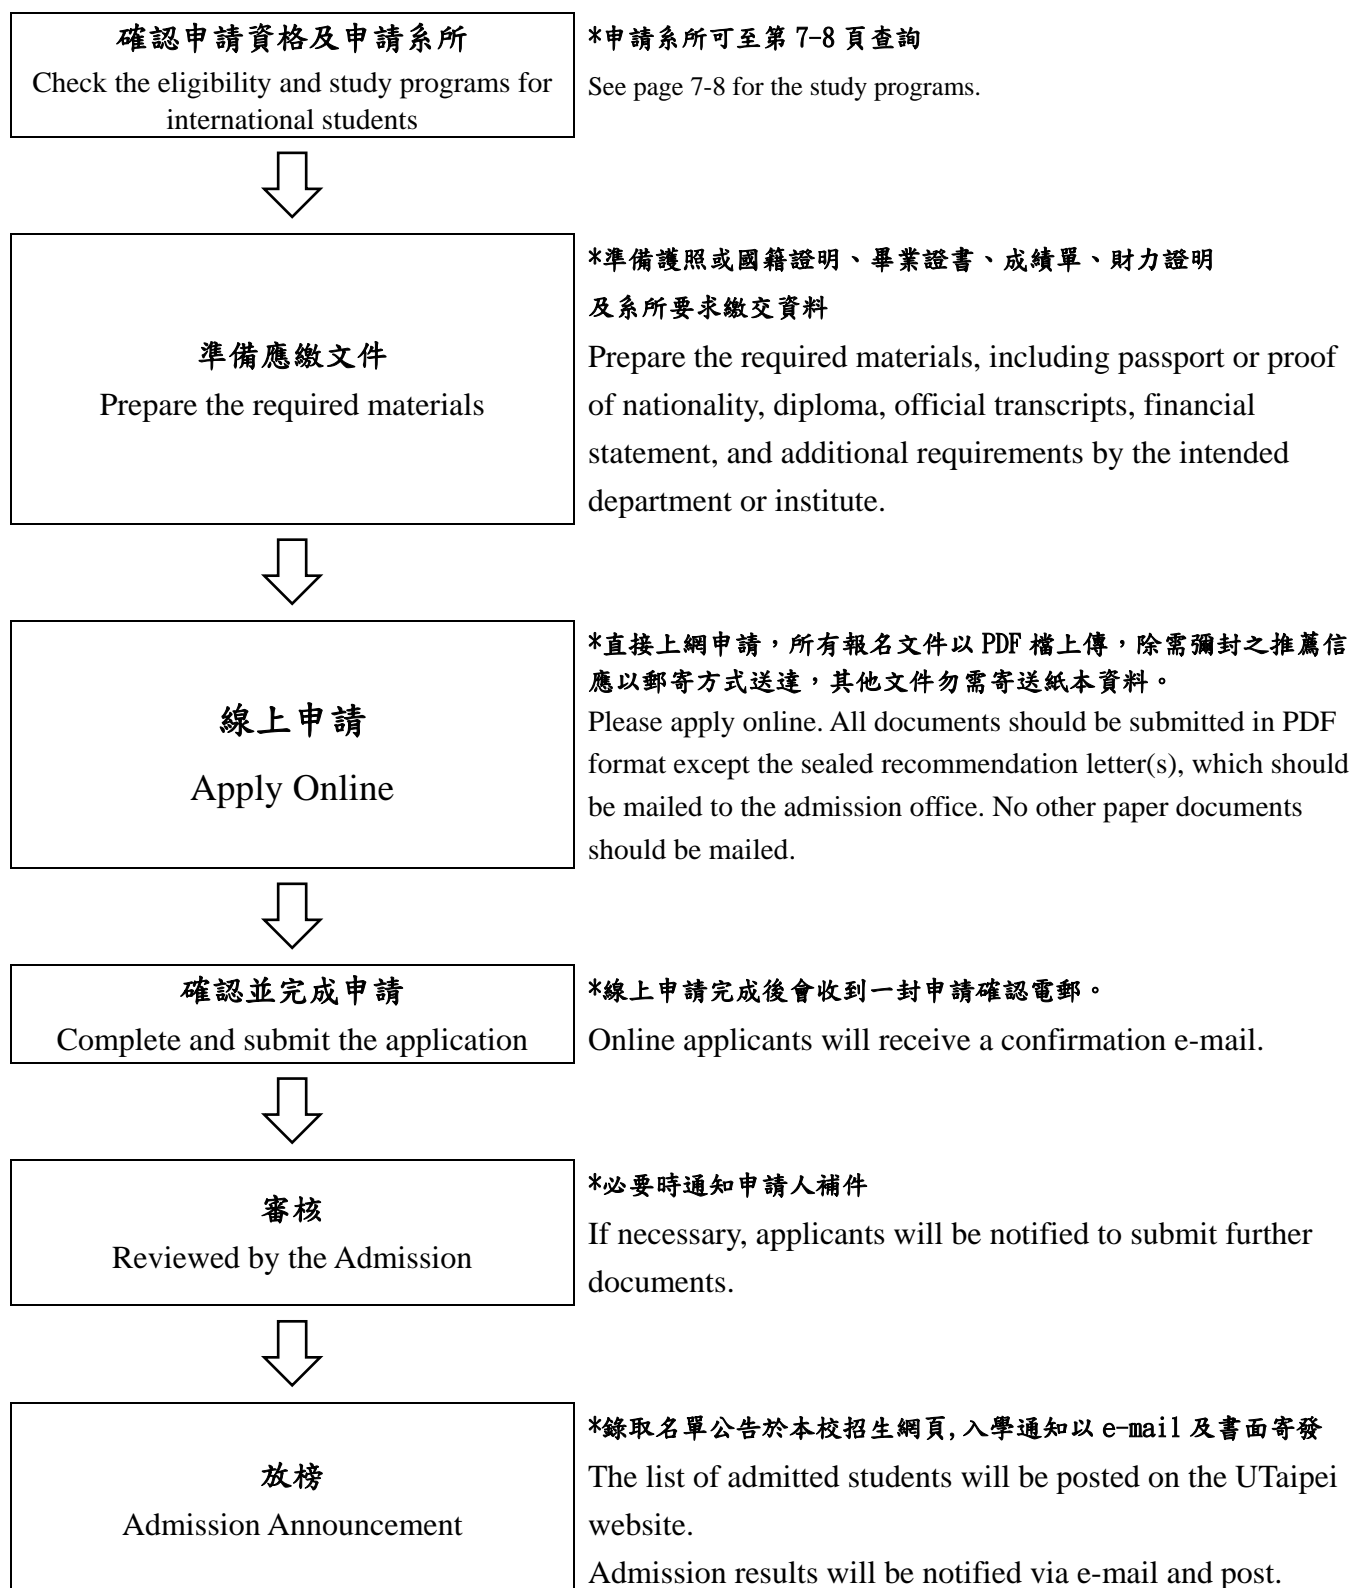 確認申請資格及申請系所
Check the eligibility and study programs for
international students
*申請系所可至第 7-8 頁查詢
See page 7-8 for the study programs.
準備應繳文件
Prepare the required materials
*準備護照或國籍證明、畢業證書、成績單、財力證明
及系所要求繳交資料
Prepare the required materials, including passport or proof
of nationality, diploma, official transcripts, financial
statement, and additional requirements by the intended
department or institute.
線上申請
Apply Online
*直接上網申請，所有報名文件以 PDF 檔上傳，除需彌封之推薦信
應以郵寄方式送達，其他文件勿需寄送紙本資料。
Please apply online. All documents should be submitted in PDF
format except the sealed recommendation letter(s), which should
be mailed to the admission office. No other paper documents
should be mailed.
確認並完成申請
Complete and submit the application
*線上申請完成後會收到一封申請確認電郵。
Online applicants will receive a confirmation e-mail.
審核
Reviewed by the Admission
*必要時通知申請人補件
If necessary, applicants will be notified to submit further
documents.
放榜
Admission Announcement
*錄取名單公告於本校招生網頁,入學通知以 e-mail 及書面寄發
The list of admitted students will be posted on the UTaipei
website.
Admission results will be notified via e-mail and post.